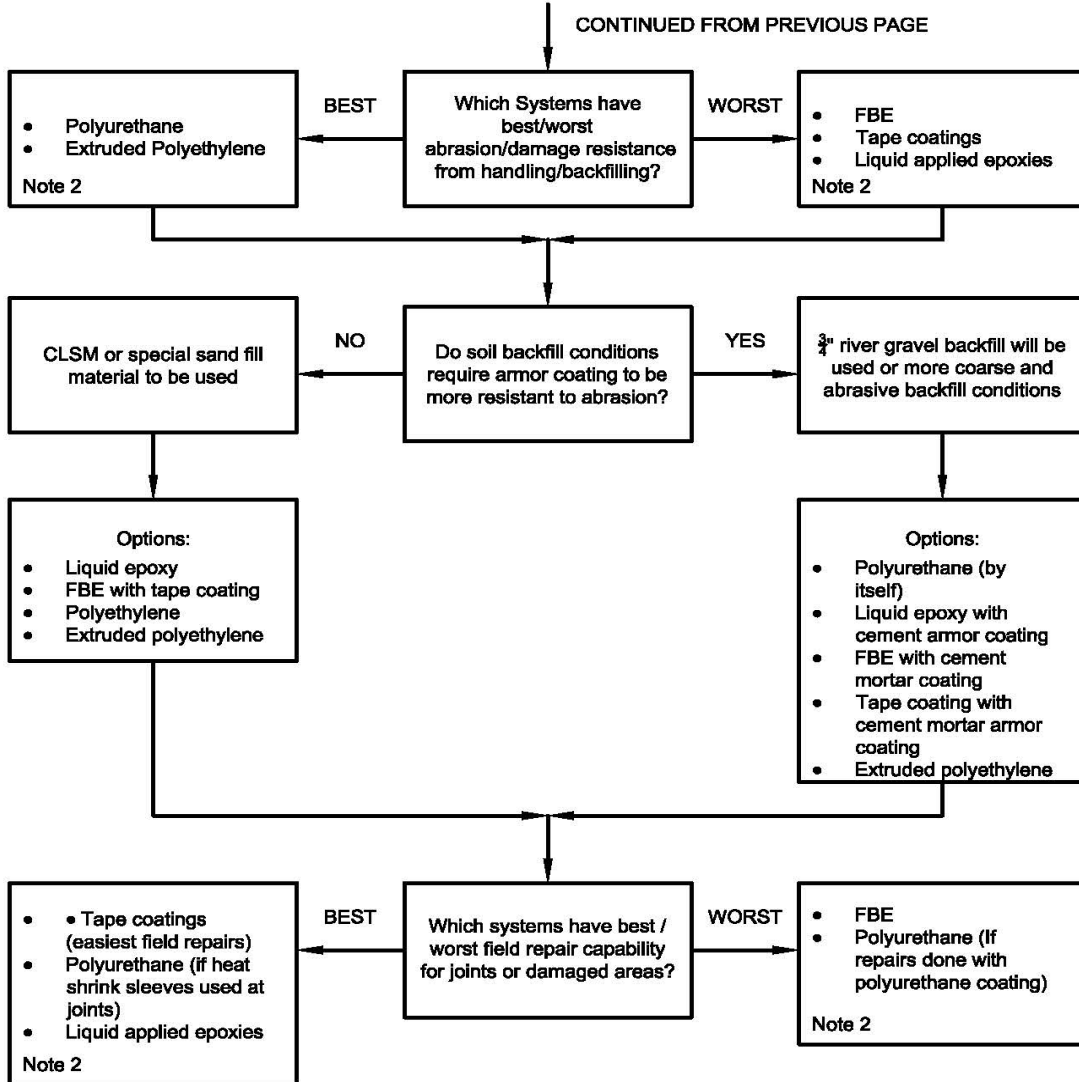 CONTINUED FROM PREVIOUS PAGE
• Polyurethane
• Extruded Polyethylene
Note 2
BEST
Which Systems have
best/worst
abrasion/damage resistance
from handling/backfilling?
WORST
• FBE
• Tape coatings
• Liquid applied epoxies
Note 2
CLSM or special sand fill
material to be used
NO
Do soil backfill conditions
require armor coating to be
more resistant to abrasion?
YES
3/4" river gravel backfill will be
used or more coarse and
abrasive backfill conditions
Options:
• Liquid epoxy
• FBE with tape coating
• Polyethylene
• Extruded polyethylene
Options:
• Polyurethane (by
itself)
• Liquid epoxy with
cement armor coating
• FBE with cement
mortar coating
• Tape coating with
cement mortar armor
coating
• Extruded polyethylene
• • Tape coatings
(easiest field repairs)
• Polyurethane (if heat
shrink sleeves used at
joints)
• Liquid applied epoxies
Note 2
BEST
Which systems have best /
worst field repair capability
for joints or damaged areas?
WORST
• FBE
• Polyurethane (If
repairs done with
polyurethane coating)
Note 2